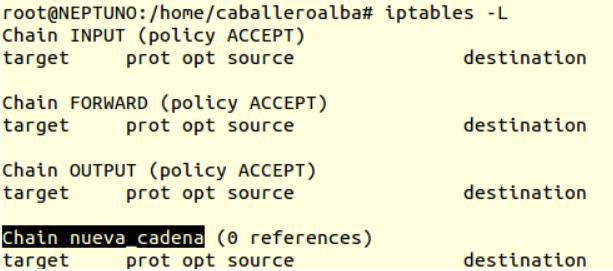 root@NEPTUNO:/home/caballeroalba# iptables -L
Chain INPUT (policy ACCEPT)
target prot opt source destination
Chain FORWARD (policy ACCEPT)
target prot opt source destination
Chain OUTPUT (policy ACCEPT)
target prot opt source destination
Chain nueva_cadena (0 references)
target prot opt source destination